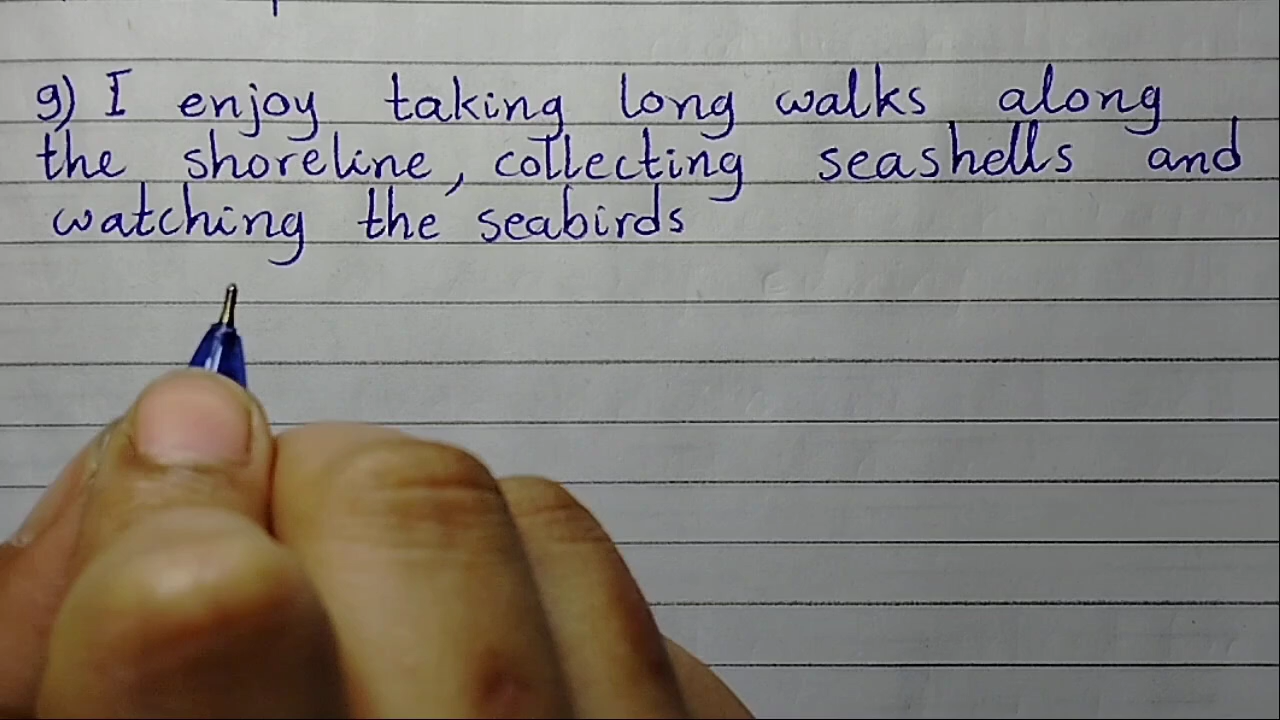 9) I enjoy taking long walks along
the shoreline, collecting seashells and
watching the seabirds